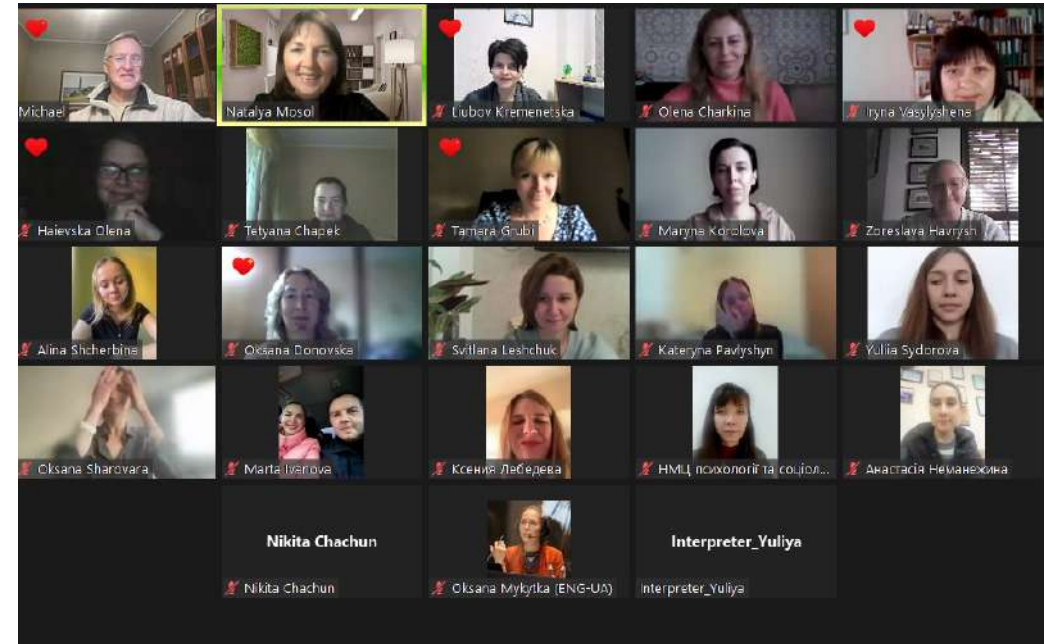 Michael
Natalya Mosol
Liubov Kremenetska
Olena Charkina
Iryna Vasylyshena
Haievska Olena
Tetyana Chapek
Tamara Grubi
Maryna Korolova
Zoreslava Havrysh
Alina Shcherbina
Oksana Donovska
Svitlana Leshchuk
Kateryna Pavlyshyn
Yuliia Sydorova
Oksana Sharovara
Marta Ivanova
Ксения Лебедева
НМЦ психології та соціол...
Анастасія Неманежина
Nikita Chachun
Interpreter_Yuliya
Nikita Chachun
Oksana Mykytka (ENG-UA)
Interpreter_Yuliya